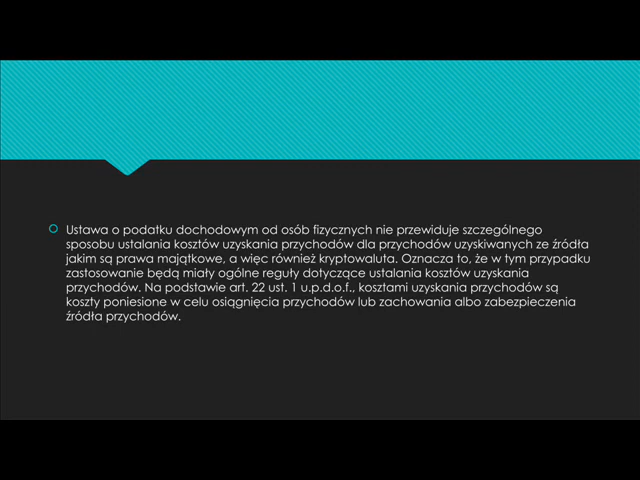 Ustawa o podatku dochodowym od osób fizycznych nie przewiduje szczególnego
sposobu ustalania kosztów uzyskania przychodów dla przychodów uzyskiwanych ze źródła
jakim są prawa majątkowe, a więc również kryptowaluta. Oznacza to, że w tym przypadku
zastosowanie będą miały ogólne reguły dotyczące ustalania kosztów uzyskania
przychodów. Na podstawie art. 22 ust. 1 u.p.d.o.f., kosztami uzyskania przychodów są
koszty poniesione w celu osiągnięcia przychodów lub zachowania albo zabezpieczenia
źródła przychodów.